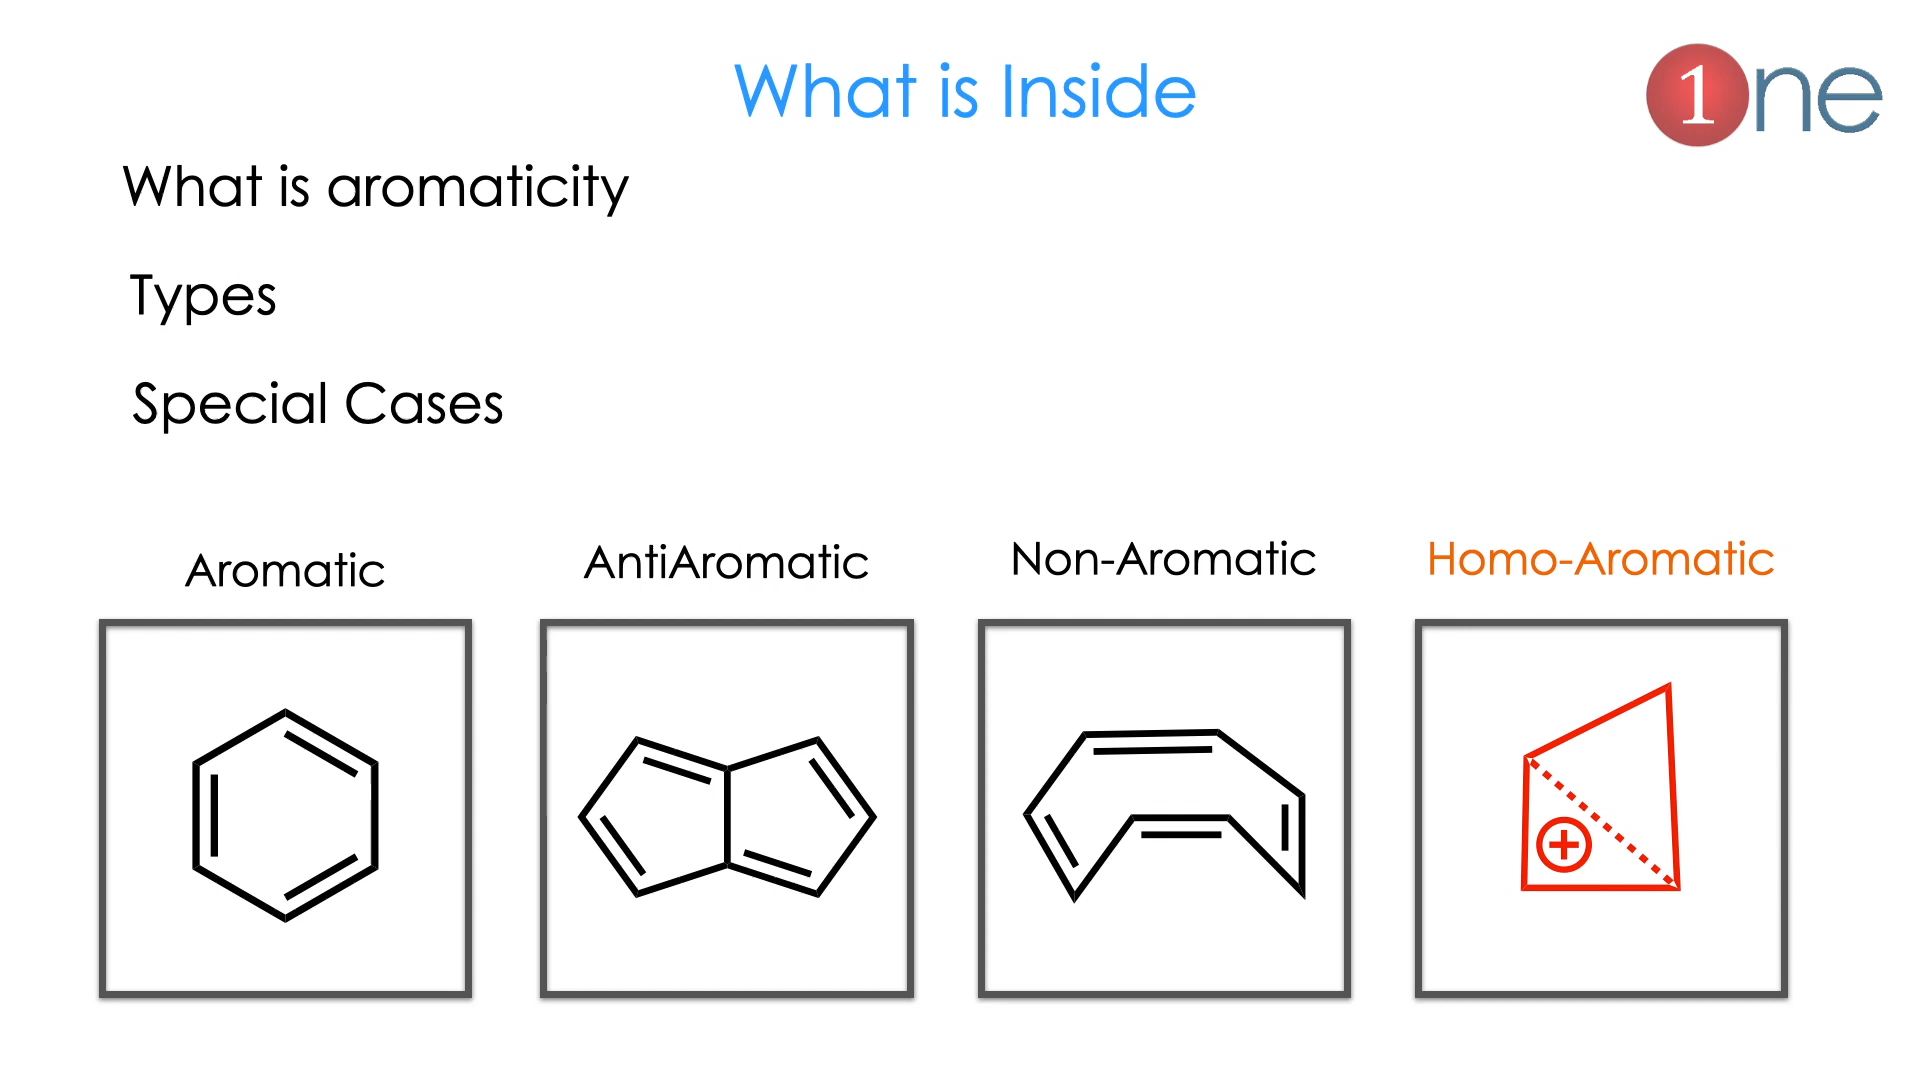 What is Inside
1ne
What is aromaticity
Types
Special Cases
Aromatic
AntiAromatic
Non-Aromatic
Homo-Aromatic
+